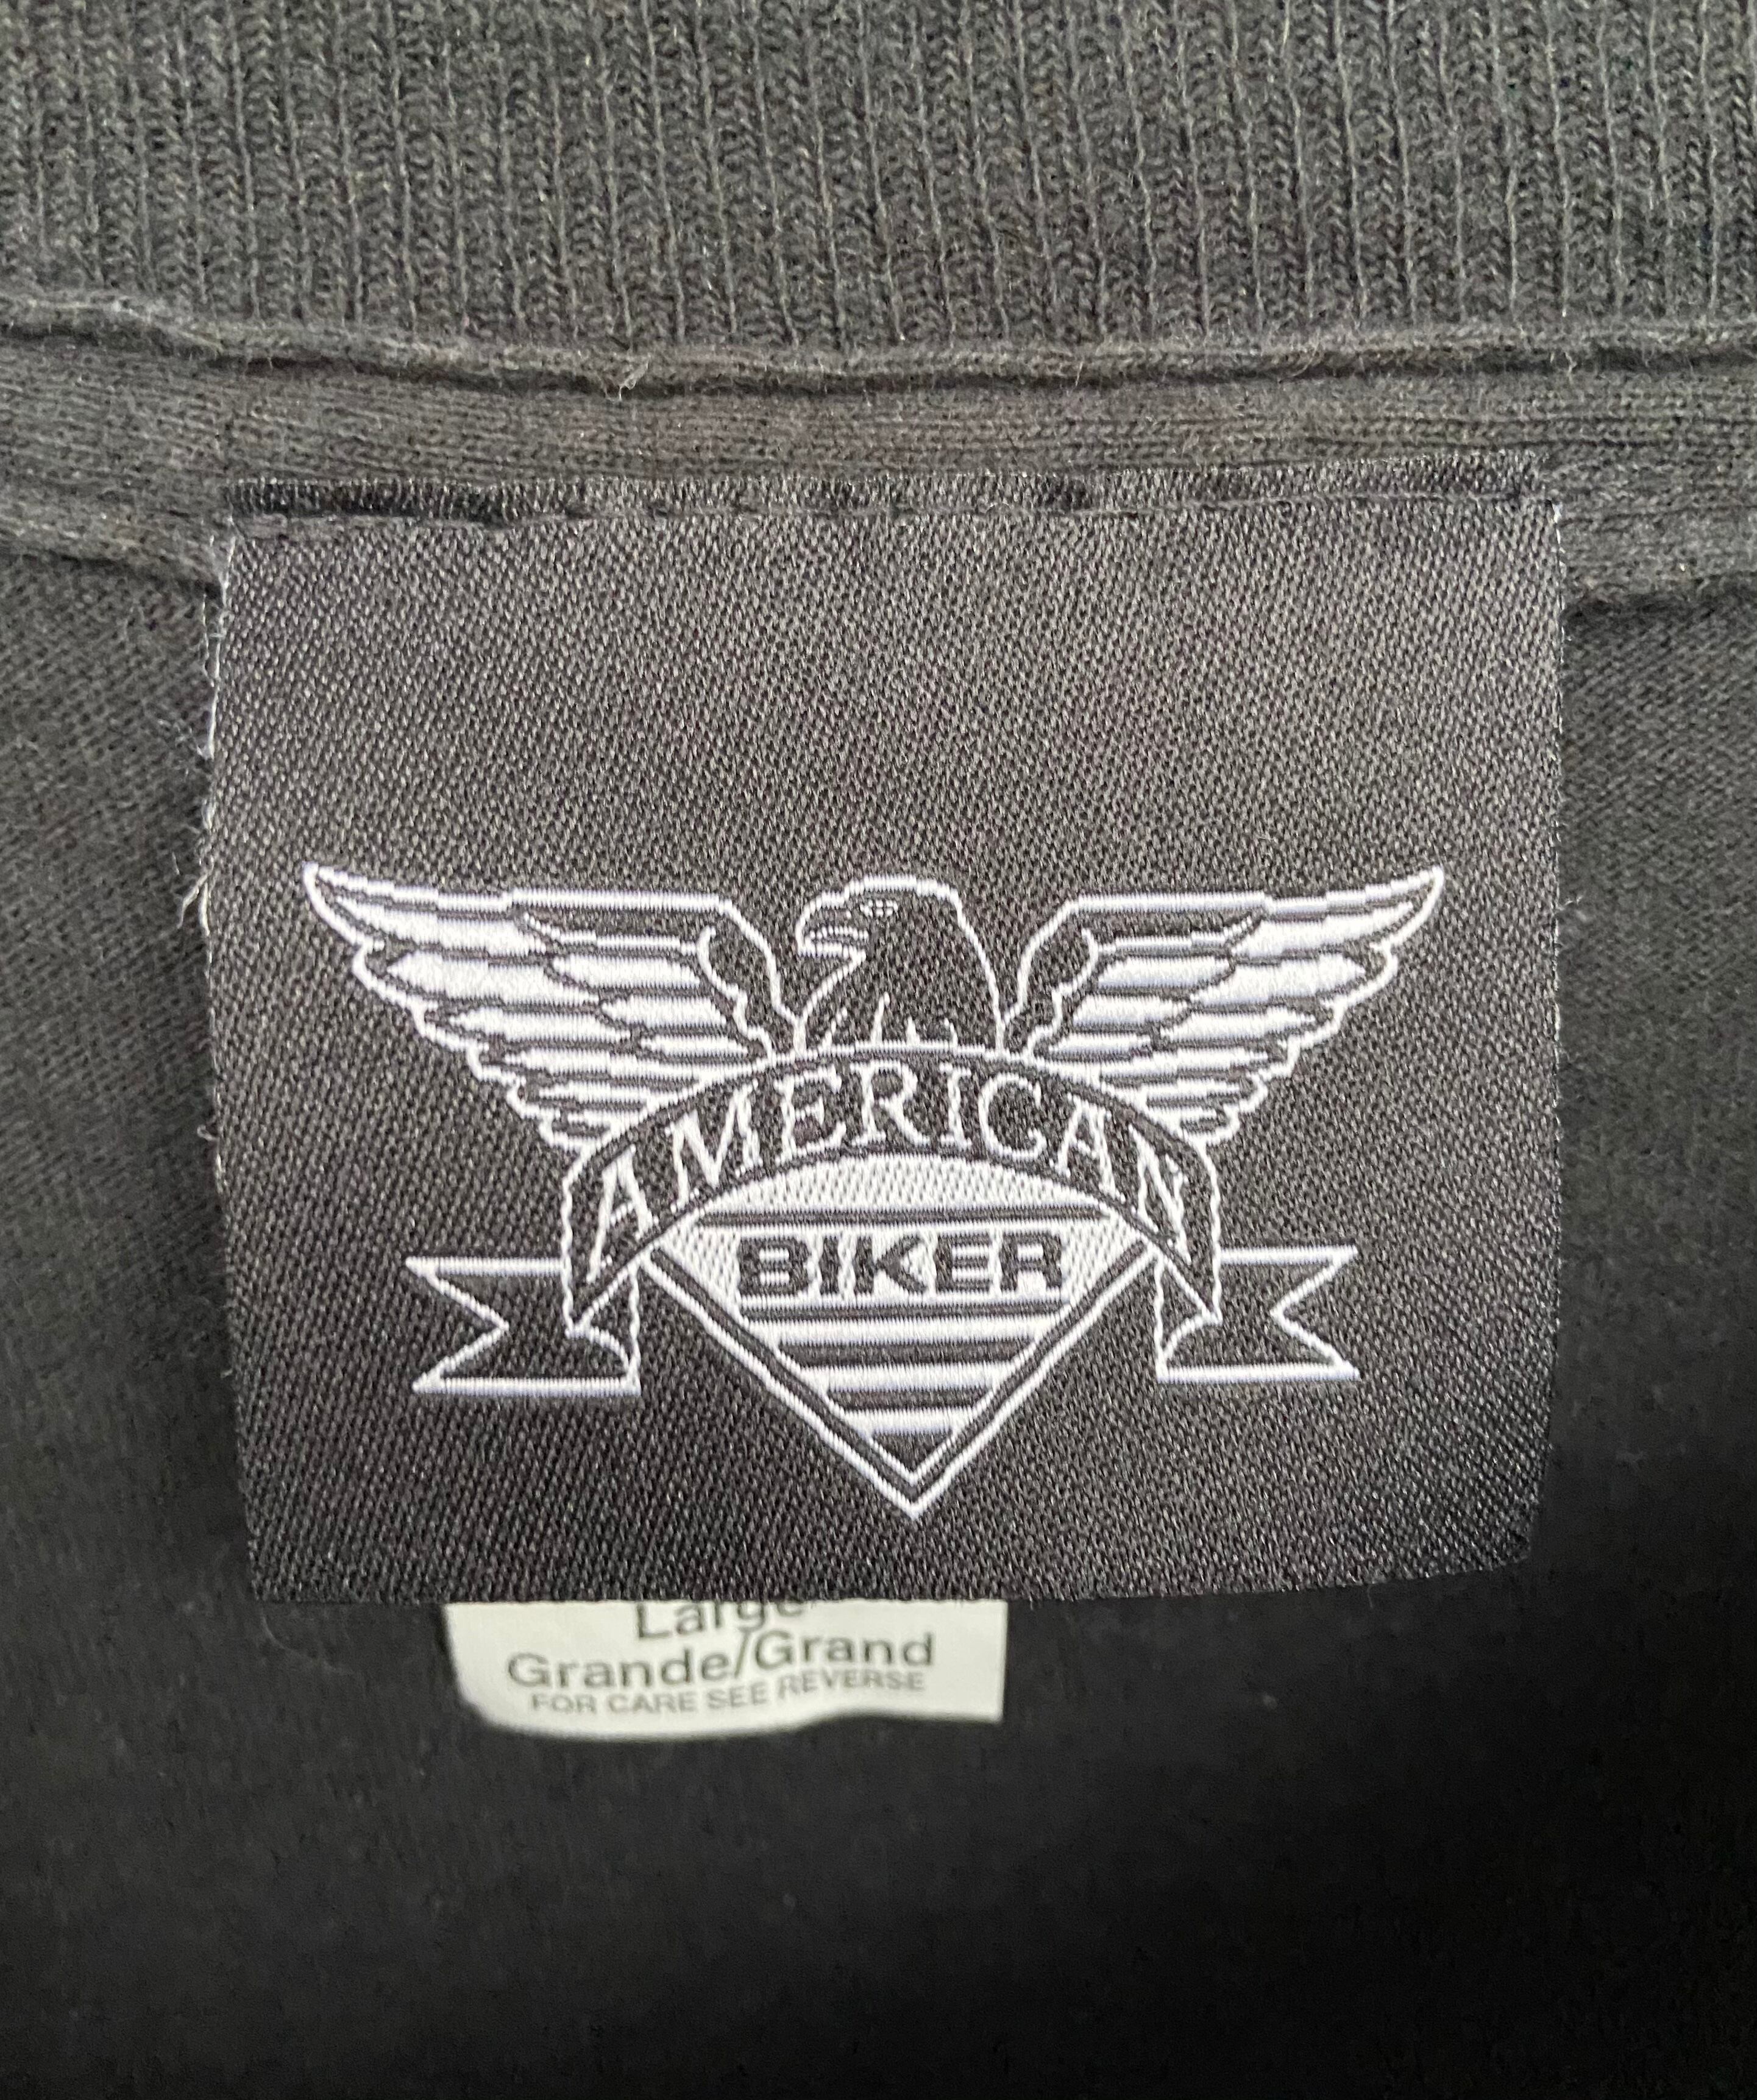 AMERICAN
BIKER
Large
Grande/Grand
FOR CARE SEE REVERSE